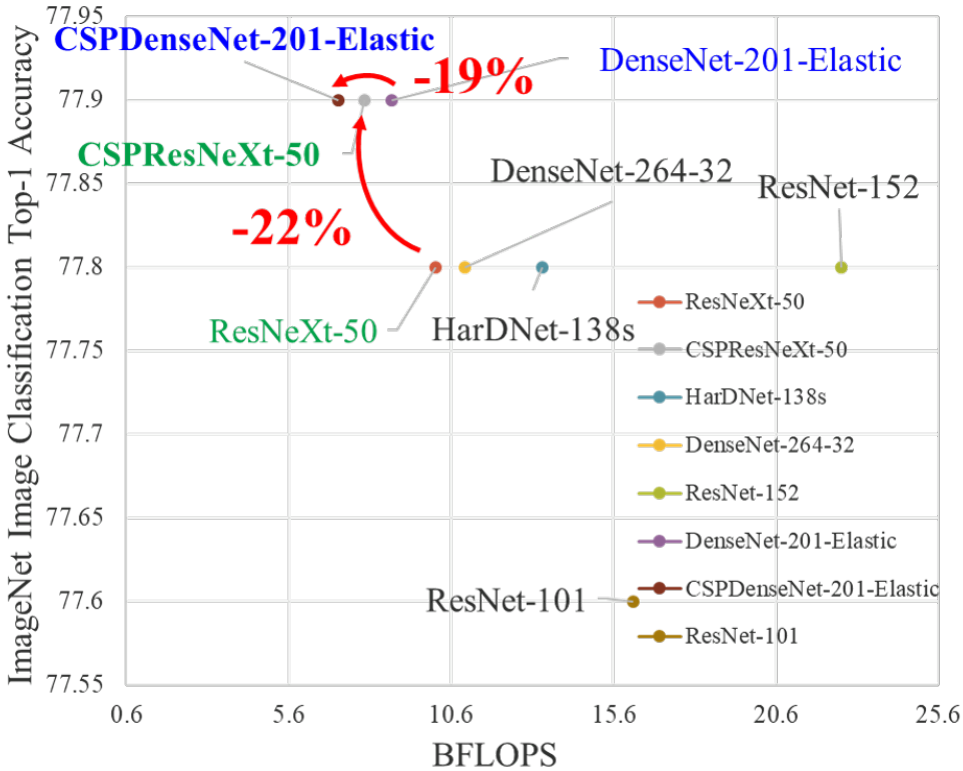 77.95
CSPDenseNet-201-Elastic
DenseNet-201-Elastic
-19%
77.9
CSPResNeXt-50
DenseNet-264-32
77.85
ResNet-152
-22%
77.8
ResNeXt-50
HarDNet-138s
77.75
77.7
77.65
ResNet-101
77.6
77.55
ResNeXt-50
CSPResNeXt-50
HarDNet-138s
DenseNet-264-32
ResNet-152
DenseNet-201-Elastic
CSPDenseNet-201-Elastic
ResNet-101
0.6 5.6 10.6 15.6 20.6 25.6
BFLOPS
ImageNet Image Classification Top-1 Accuracy